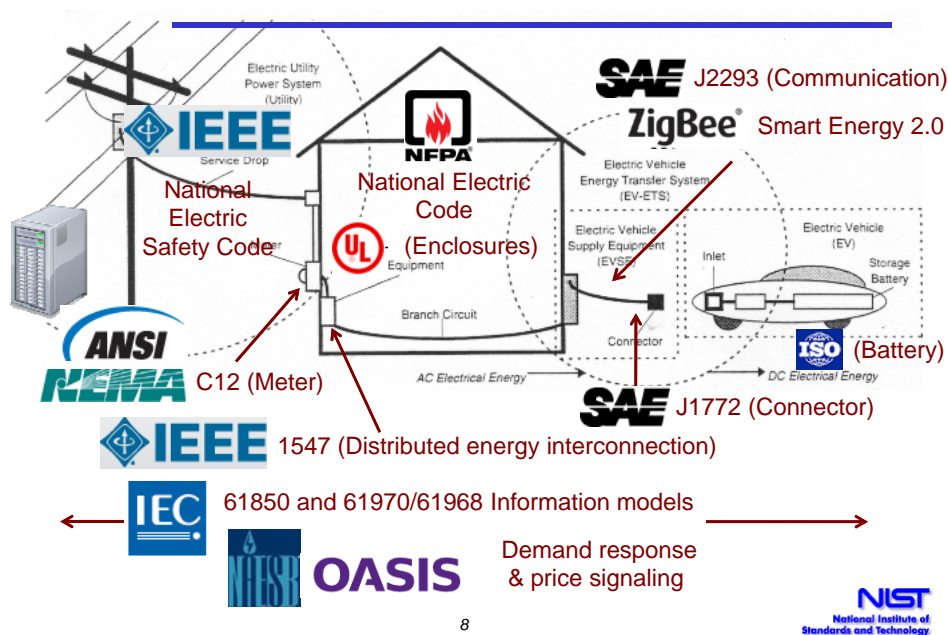 Electric Utility
Power System
(Utility)
SAE J2293 (Communication)
IEEE
NFPA
ZigBee® Smart Energy 2.0
Service Drop
National
Electric
Safety Code
National Electric
Code
Electric Vehicle
Energy Transfer System
(EV-ETS)
UL (Enclosures)
Equipment
Electric Vehicle
Supply Equipment
(EVSE)
Electric Vehicle
(EV)
Inlet
Storage
Battery
Branch Circuit
Connector
ANSI
NEMA
C12 (Meter)
ISO (Battery)
AC Electrical Energy
DC Electrical Energy
SAE J1772 (Connector)
IEEE 1547 (Distributed energy interconnection)
IEC 61850 and 61970/61968 Information models
NAESB
OASIS
Demand response
& price signaling
8
NIST
National Institute of
Standards and Technology